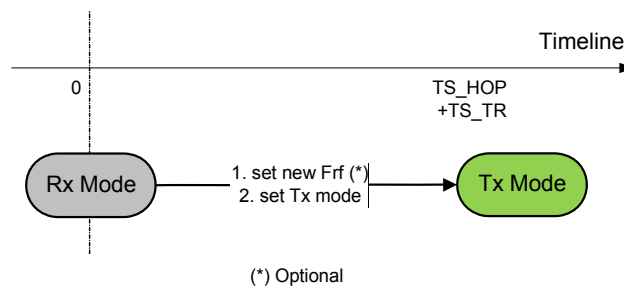 Timeline
0
TS_HOP
+TS_TR
Rx Mode
1. set new Frf (*)
2. set Tx mode
Tx Mode
(*) Optional